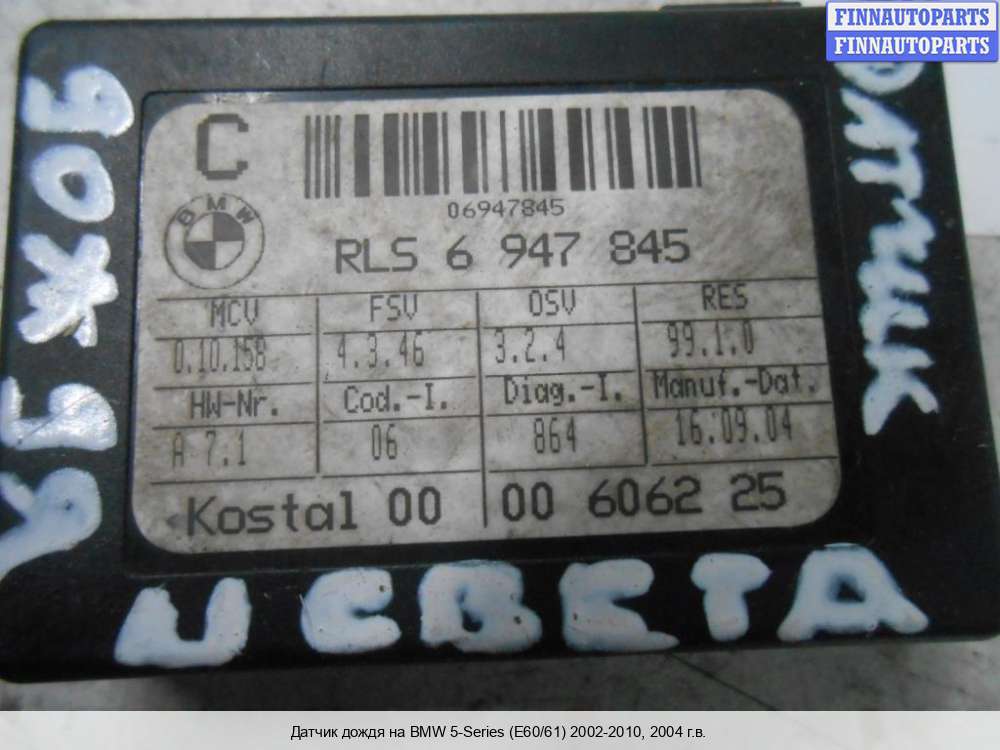 FINNAUTOPARTS
FINNAUTOPARTS
C
06947845
BMW
RLS 6 947 845
MCV FSV OSV RES
0.10.158 4.3.46 3.2.4 99.1.0
HW-Nr. Cod.-I. Diag.-I. Manuf.-Dat.
A 7.1 06 864 16.09.04
Kostal 00 00 6062 25
ДАТЧИК
И СВЕТА
Датчик дождя на BMW 5-Series (E60/61) 2002-2010, 2004 г.в.